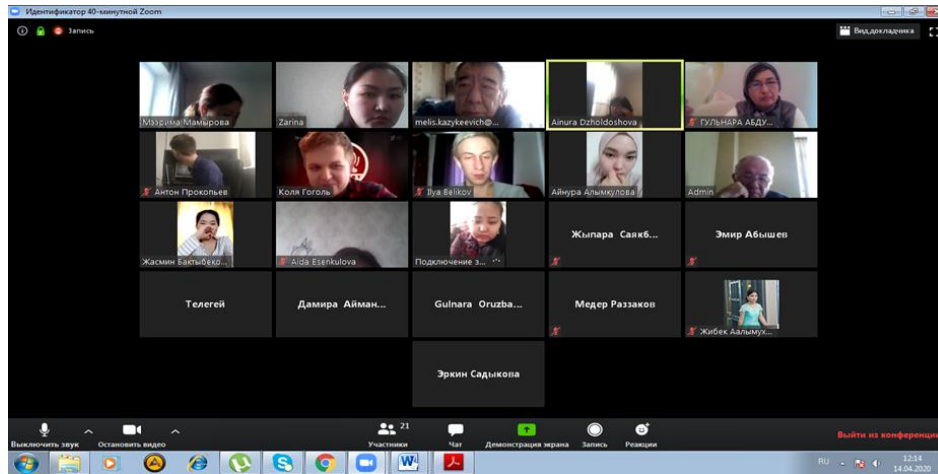 Идентификатор 40-минутной Zoom
Запись
Вид докладчика
Мээрима Мамырова
Zarina
melis.kazykeevich@...
Ainura Dzholdoshova
ГУЛЬНАРА АБДУ...
Антон Прокопьев
Коля Гоголь
Ilya Belikov
Айнура Алымкулова
Admin
Жасмин Бактыбеко...
Aida Esenkulova
Подключение з...
Жыпара Саякб...
Эмир Абышев
Телегей
Дамира Айман...
Gulnara Oruzba...
Медер Раззаков
Жибек Аалымух...
Эркин Садыкова
Выключить звук
Остановить видео
21
Участники
Чат
Демонстрация экрана
Запись
Реакции
Выйти из конференции
RU
12:14
14.04.2020